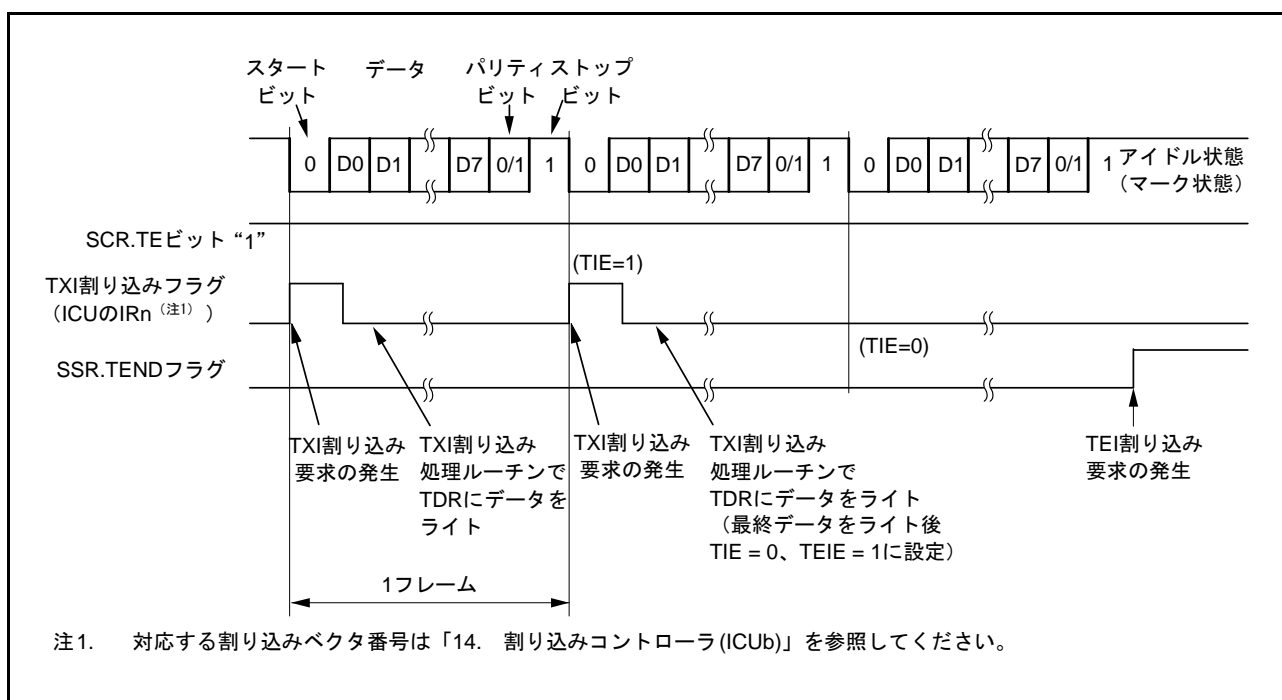 スタート
ビット
データ
パリティ
ビット
ストップ
ビット
0 D0 D1 D7 0/1 1 0 D0 D1 D7 0/1 1 0 D0 D1 D7 0/1 1 アイドル状態
(マーク状態)
SCR.TEビット “1”
(TIE=1)
TXI割り込みフラグ
(ICUのIRn (注1) )
(TIE=0)
SSR.TENDフラグ
TXI割り込み
要求の発生
TXI割り込み
処理ルーチンで
TDRにデータを
ライト
TXI割り込み
要求の発生
TXI割り込み
処理ルーチンで
TDRにデータをライト
(最終データをライト後
TIE = 0、TEIE = 1に設定)
TEI割り込み
要求の発生
1フレーム
注1. 対応する割り込みベクタ番号は「14. 割り込みコントローラ(ICUb)」を参照してください。